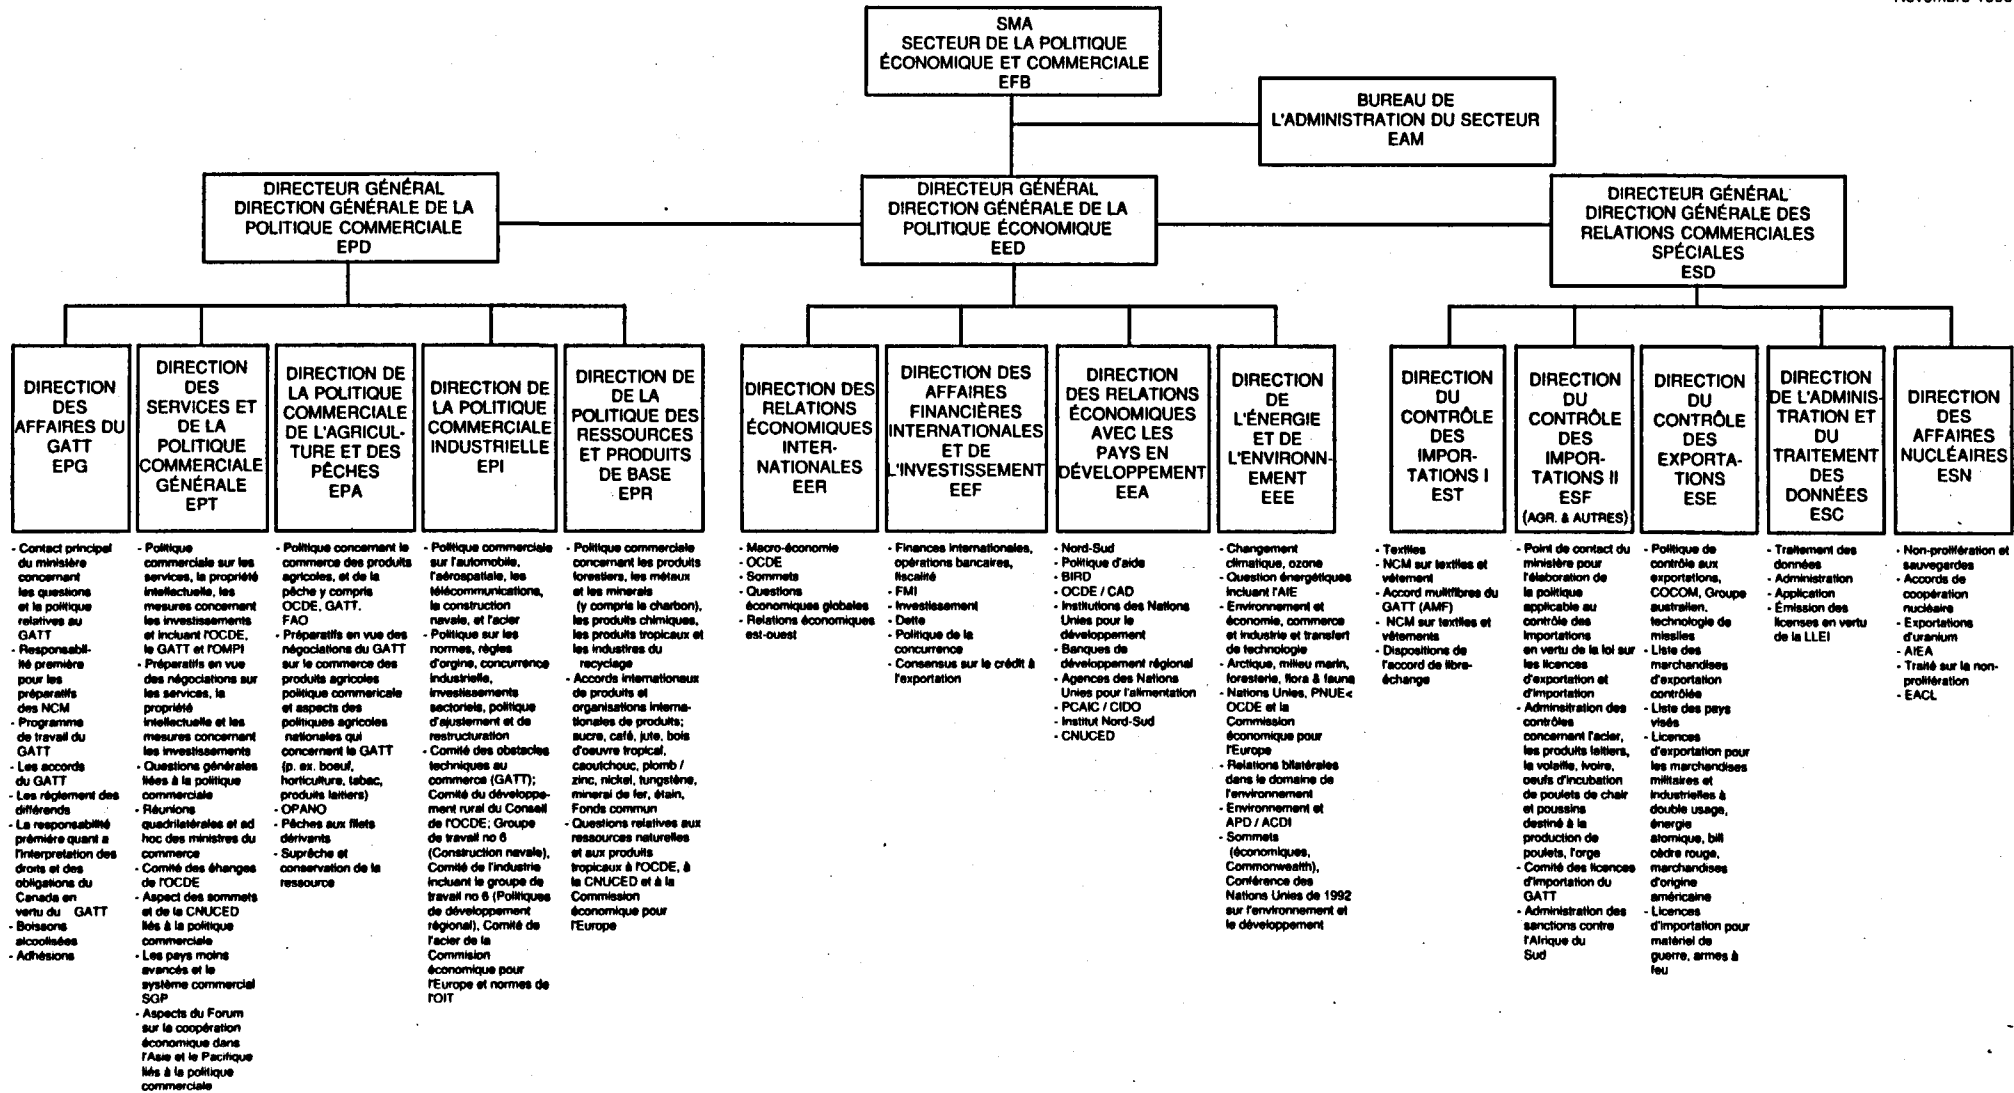 SMA
SECTEUR DE LA POLITIQUE
ÉCONOMIQUE ET COMMERCIALE
EFB
BUREAU DE
L'ADMINISTRATION DU SECTEUR
EAM
DIRECTEUR GÉNÉRAL
DIRECTION GÉNÉRALE DE LA
POLITIQUE COMMERCIALE
EPD
DIRECTEUR GÉNÉRAL
DIRECTION GÉNÉRALE DE LA
POLITIQUE ÉCONOMIQUE
EED
DIRECTEUR GÉNÉRAL
DIRECTION GÉNÉRALE DES
RELATIONS COMMERCIALES
SPÉCIALES
ESD
DIRECTION
DES
AFFAIRES DU
GATT
EPG
- Contact principal
du ministère
concernant
les questions
et la politique
relatives au
GATT
- Responsabi-
lité première
pour les
préparatifs
des NCM
- Programme
de travail du
GATT
- Les accords
du GATT
- Les réglement des
différends
- La responsabilité
prémière quant a
l'interpretation des
droits et des
obligations du
Canada en
vertu du GATT
- Boissons
alcoolisées
- Adhésions
DIRECTION
DES
SERVICES ET
DE LA
POLITIQUE
COMMERCIALE
GÉNÉRALE
EPT
- Politique
commerciale sur les
services, la propriété
intellectuelle, les
mesures concernant
les investissements
et incluant l'OCDE,
le GATT et l'OMPI
- Préparatifs en vue
des négociations sur
les services, la
propriété
intellectuelle et les
mesures concernant
les investissements
- Questions générales
liées à la politique
commerciale
- Réunions
quadrilatérales et ad
hoc des ministres du
commerce
- Comité des éhanges
de l'OCDE
- Aspect des sommets
et de la CNUCED
liés à la politique
commerciale
- Les pays moins
avancés et le
système commercial
SGP
- Aspects du Forum
sur la coopération
économique dans
l'Asie et le Pacifique
liés à la politique
commerciale
DIRECTION DE
LA POLITIQUE
COMMERCIALE
DE L'AGRICUL-
TURE ET DES
PÊCHES
EPA
- Politique concernant le
commerce des produits
agricoles, et de la
pêche y compris
OCDE, GATT.
FAO
- Préparatifs en vue des
négociations du GATT
sur le commerce des
produits agricoles
politique commericale
et aspects des
politiques agricoles
nationales qui
concernent le GATT
(p. ex. boeuf,
horticulture, tabac,
produits laitiers)
- OPANO
- Pêches aux filets
dérivants
- Suprêche et
conservation de la
ressource
DIRECTION DE
LA POLITIQUE
COMMERCIALE
INDUSTRIELLE
EPI
- Politique commerciale
sur l'automobile,
l'aérospatiale, les
télécommunications,
la construction
navale, et l'acier
- Politique sur les
normes, règles
d'orgine, concurrence
industrielle,
investissements
sectoriels, politique
d'ajustement et de
restructuration
- Comité des obstacles
techniques au
commerce (GATT);
Comité du développe-
ment rural du Conseil
de l'OCDE; Groupe
de travail no 6
(Construction navale),
Comité de l'industrie
incluant le groupe de
travail no 6 (Politiques
de développement
régional), Comité de
l'acier de la
Commision
économique pour
l'Europe et normes de
l'OIT
DIRECTION DE
DE LA
POLITIQUE DES
RESSOURCES
ET PRODUITS
DE BASE
EPR
- Politique commerciale
concernant les produits
forestiers, les métaux
et les minerals
(y compris le charbon),
les produits chimiques,
les produits tropicaux et
les industires du
recyclage
- Accords internationaux
de produits et
organisations interna-
tionales de produits;
sucre, café, jute, bois
d'oeuvre tropical,
caoutchouc, plomb /
zinc, nickel, tungstène,
mineral de fer, étain,
Fonds commun
- Questions relatives aux
ressources naturelles
et aux produits
tropicaux à l'OCDE, à
la CNUCED et à la
Commission
économique pour
l'Europe
DIRECTION DES
RELATIONS
ÉCONOMIQUES
INTER-
NATIONALES
EER
- Macro-économie
- OCDE
- Sommets
- Questions
économiques globales
- Relations économiques
est-ouest
DIRECTION DES
AFFAIRES
FINANCIÈRES
INTERNATIONALES
ET DE
L'INVESTISSEMENT
EEF
- Finances internationales,
opérations bancaires,
fiscalité
- FMI
- Investissement
- Dette
- Politique de la
concurrence
- Consensus sur le crédit à
l'exportation
DIRECTION
DES RELATIONS
ÉCONOMIQUES
AVEC LES
PAYS EN
DÉVELOPPEMENT
EEA
- Nord-Sud
- Politique d'aide
- BIRD
- OCDE / CAD
- Institutions des Nations
Unies pour le
développement
- Banques de
développement régional
- Agences des Nations
Unies pour l'alimentation
- PCAIC / CIDO
- Institut Nord-Sud
- CNUCED
DIRECTION
DE
L'ÉNERGIE
ET DE
L'ENVIRONN-
EMENT
EEE
- Changement
climatique, ozone
- Question énergétiques
incluant l'AIE
- Environnement et
économie, commerce
et industrie et transfert
de technologie
- Arctique, milieu marin,
foresterie, flora & fauna
- Nations Unies, PNUE<
OCDE et la
Commission
économique pour
l'Europe
- Relations bilatérales
dans le domaine de
l'environnement
- Environnement et
APD / ACDI
- Sommets
(économiques,
Commonwealth),
Conférence des
Nations Unies de 1992
sur l'environnement et
le développement
DIRECTION
DU
CONTRÔLE
DES
IMPOR-
TATIONS I
EST
- Textiles
- NCM sur textiles et
vêtement
- Accord multifibres du
GATT (AMF)
- NCM sur textiles et
vêtements
- Dispositions de
l'accord de libre-
échange
DIRECTION
DU
CONTRÔLE
DES
IMPOR-
TATIONS II
ESF
(AGR. & AUTRES)
- Point de contact du
ministère pour
l'élaboration de
la politique
applicable au
contrôle des
importations
en vertu de la loi sur
les licences
d'exportation et
d'importation
- Adminsitration des
contrôles
concernant l'acier,
les produits laitiers,
la volaille, ivoire,
oeufs d'incubation
de poulets de chair
et poussins
destiné à la
production de
poulets, l'orge
- Comité des licences
d'importation du
GATT
- Administration des
sanctions contre
l'Afrique du
Sud
DIRECTION
DU
CONTRÔLE
DES
EXPORTA-
TIONS
ESE
- Politique de
contrôle aux
exportations,
COCOM, Groupe
australien.
technologie de
missiles
- Liste des
marchandises
d'exportation
contrôlée
- Liste des pays
visés
- Licences
d'exportation pour
les marchandises
militaires et
industrielles à
double usage,
énergie
atomique, bill
cèdre rouge,
marchandises
d'origine
américaine
- Licences
d'importation pour
matériel de
guerre, armes à
feu
DIRECTION
DE L'ADMINIS-
TRATION ET
DU
TRAITEMENT
DES
DONNÉES
ESC
- Traitement des
données
- Administration
- Application
- Émission des
licenses en vertu
de la LLEI
DIRECTION
DES
AFFAIRES
NUCLÉAIRES
ESN
- Non-prolifération et
sauvegardes
- Accords de
coopération
nucléaire
- Exportations
d'uranium
- AIEA
- Traité sur la non-
prolifération
- EACL